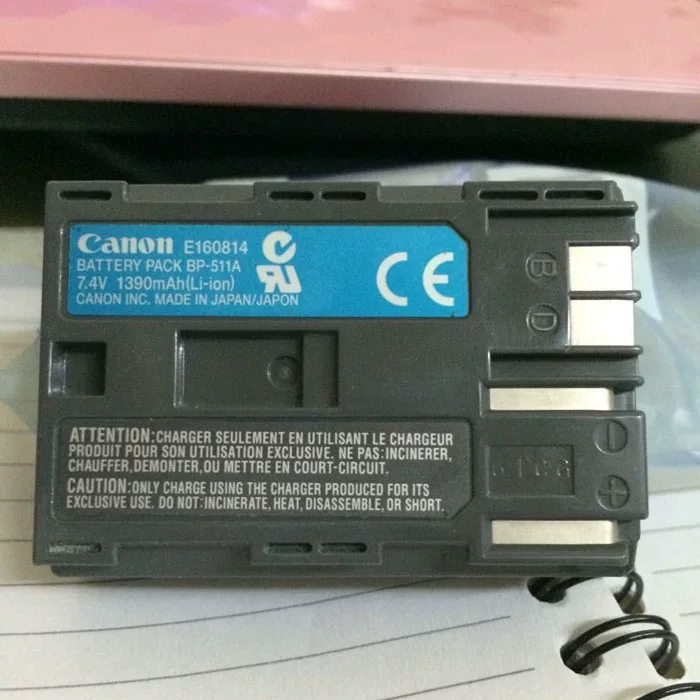 Canon E160814
BATTERY PACK BP-511A
7.4V 1390mAh(Li-ion)
CANON INC. MADE IN JAPAN/JAPON
CE
B
D
ATTENTION:CHARGER SEULEMENT EN UTILISANT LE CHARGEUR
PRODUIT POUR SON UTILISATION EXCLUSIVE. NE PAS:INCINERER,
CHAUFFER,DEMONTER,OU METTRE EN COURT-CIRCUIT.
CAUTION:ONLY CHARGE USING THE CHARGER PRODUCED FOR ITS
EXCLUSIVE USE. DO NOT:INCINERATE, HEAT, DISASSEMBLE, OR SHORT.
−
+